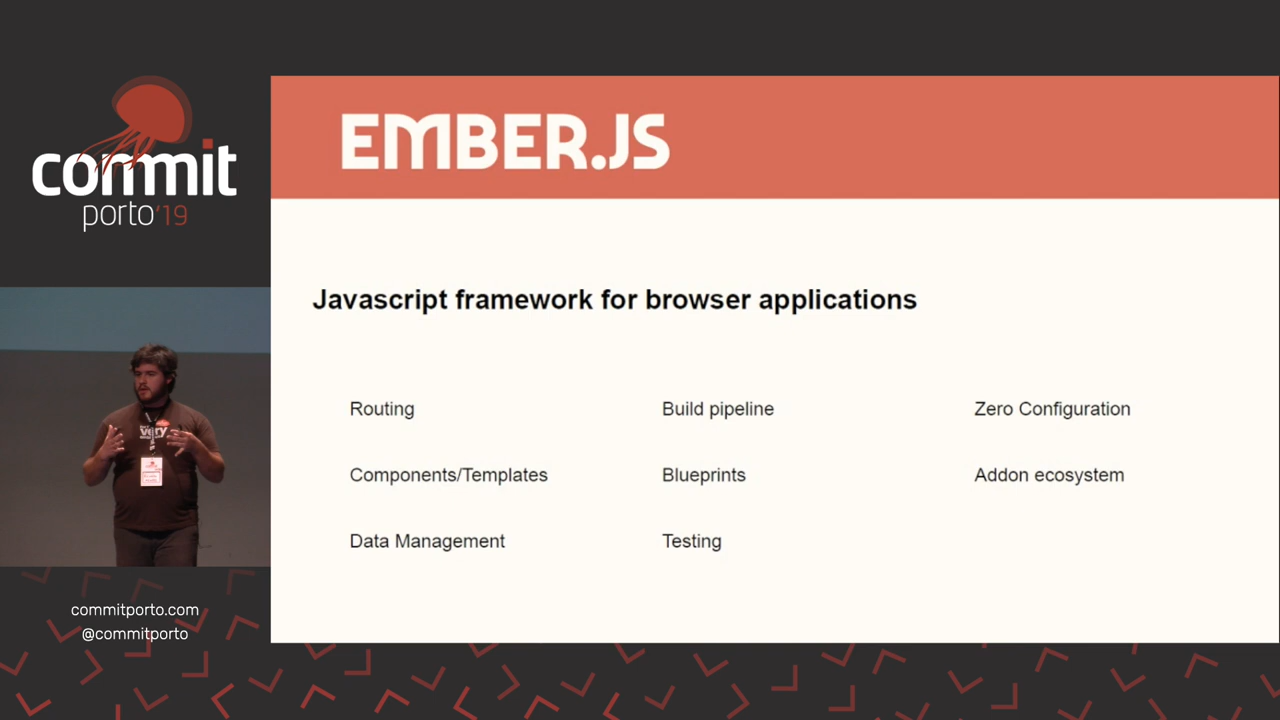 commit
porto'19
EMBER.JS
Javascript framework for browser applications
Routing
Build pipeline
Zero Configuration
Components/Templates
Blueprints
Addon ecosystem
Data Management
Testing
very
commitporto.com
@commitporto